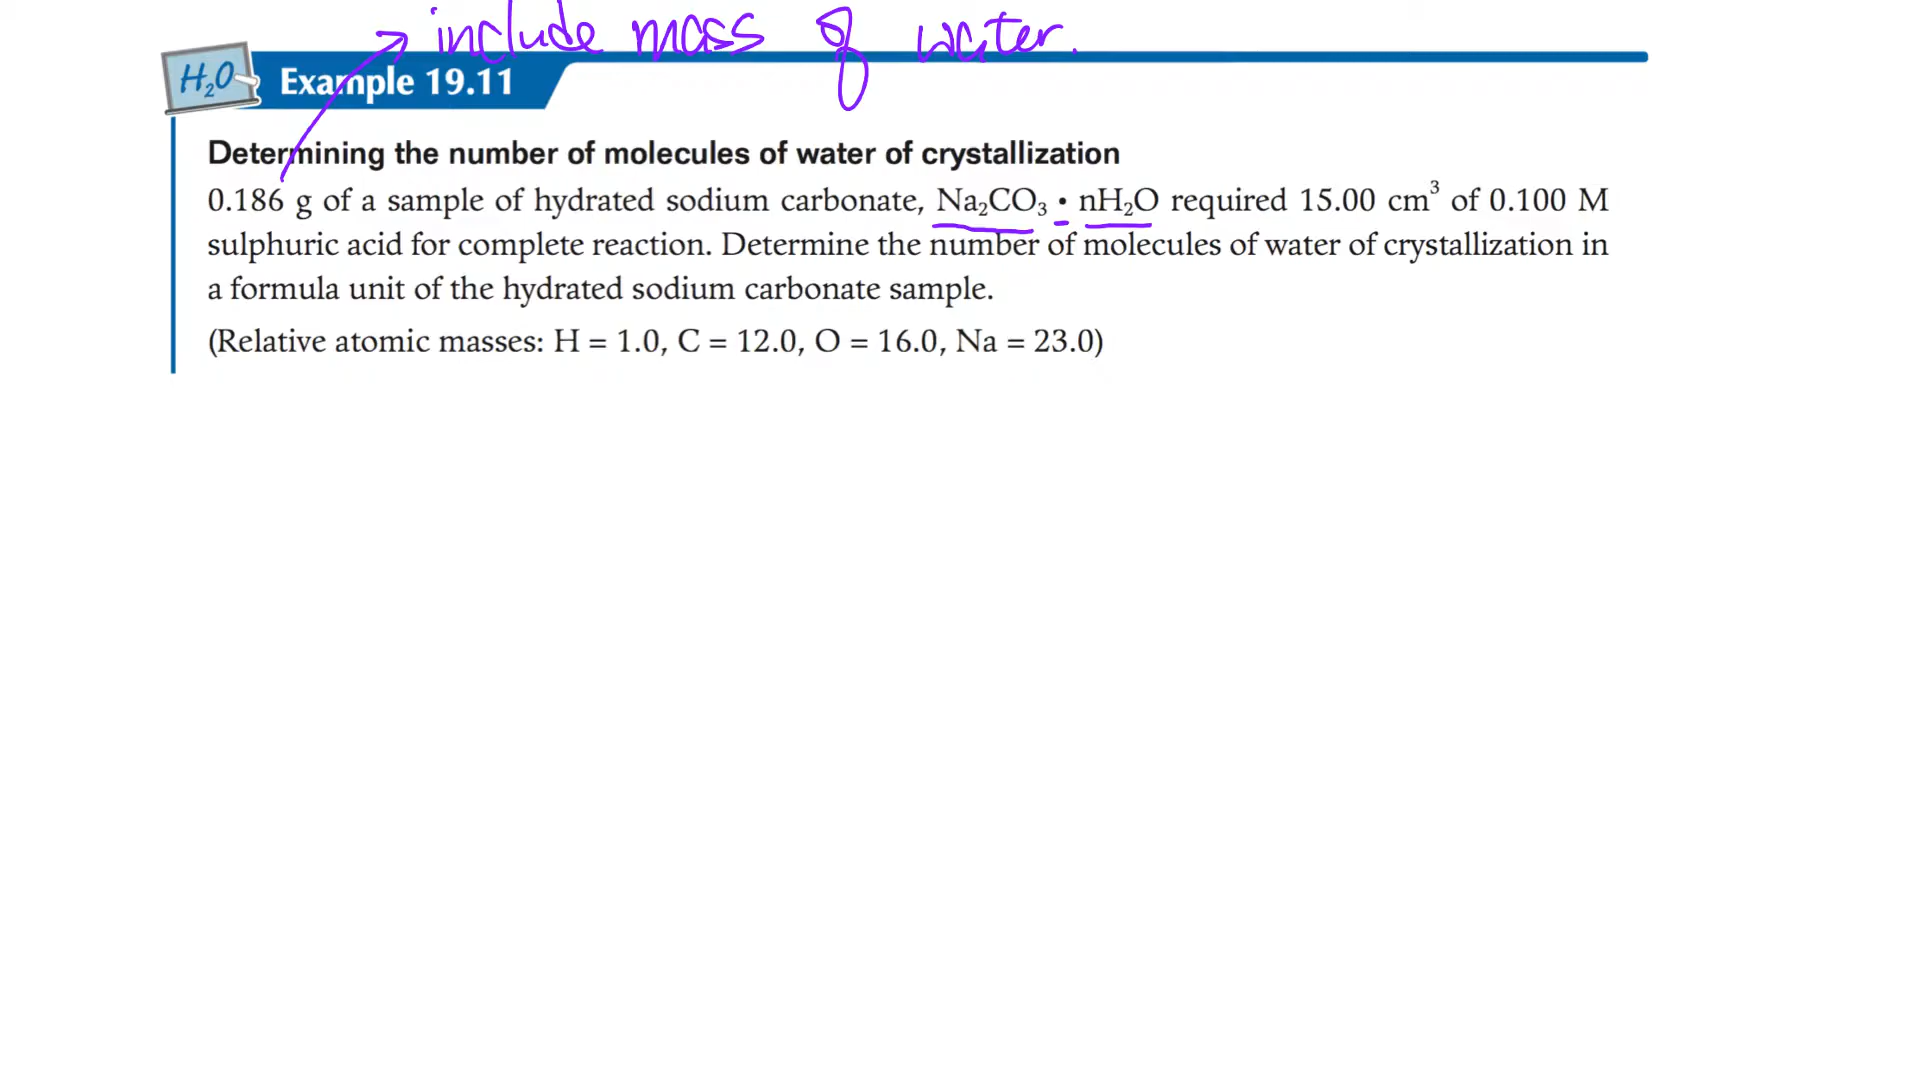 include mass of water.
H₂O Example 19.11
Determining the number of molecules of water of crystallization
0.186 g of a sample of hydrated sodium carbonate, Na₂CO₃ • nH₂O required 15.00 cm³ of 0.100 M
sulphuric acid for complete reaction. Determine the number of molecules of water of crystallization in
a formula unit of the hydrated sodium carbonate sample.
(Relative atomic masses: H = 1.0, C = 12.0, O = 16.0, Na = 23.0)